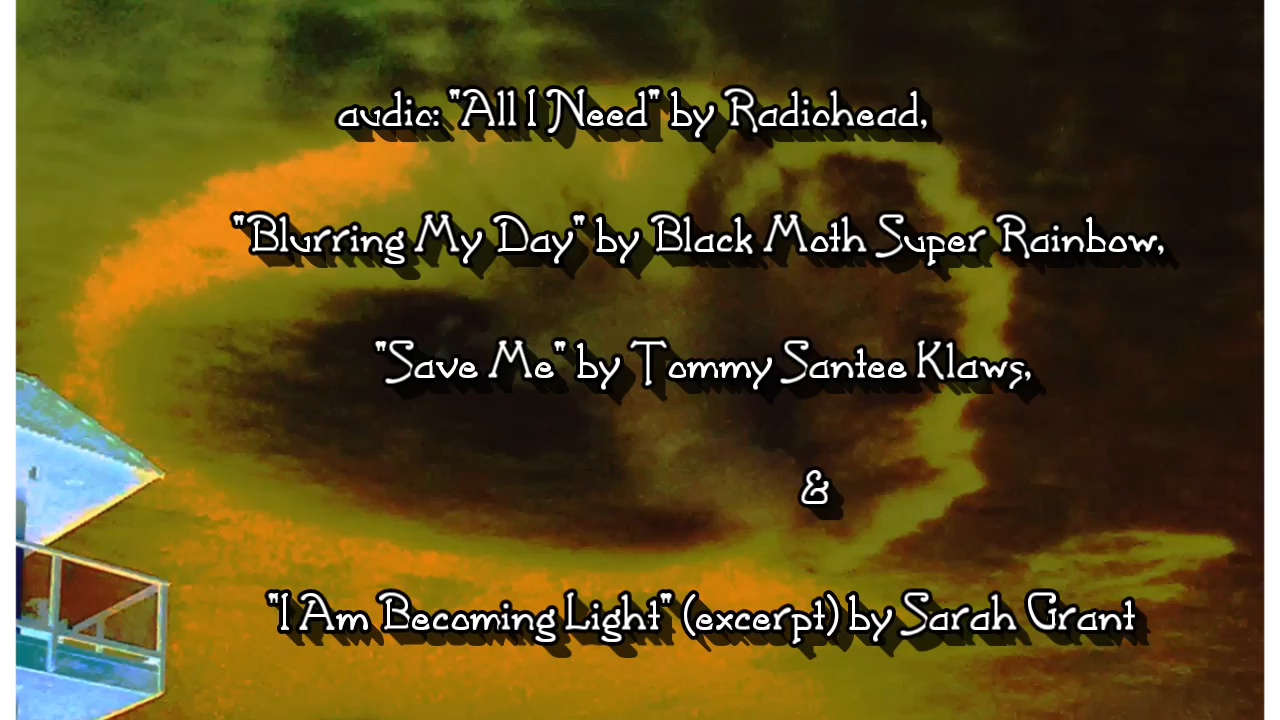 audio: "All I Need" by Radiohead,
"Blurring My Day" by Black Moth Super Rainbow,
"Save Me" by Tommy Santee Klaws,
&
"I Am Becoming Light" (excerpt) by Sarah Grant